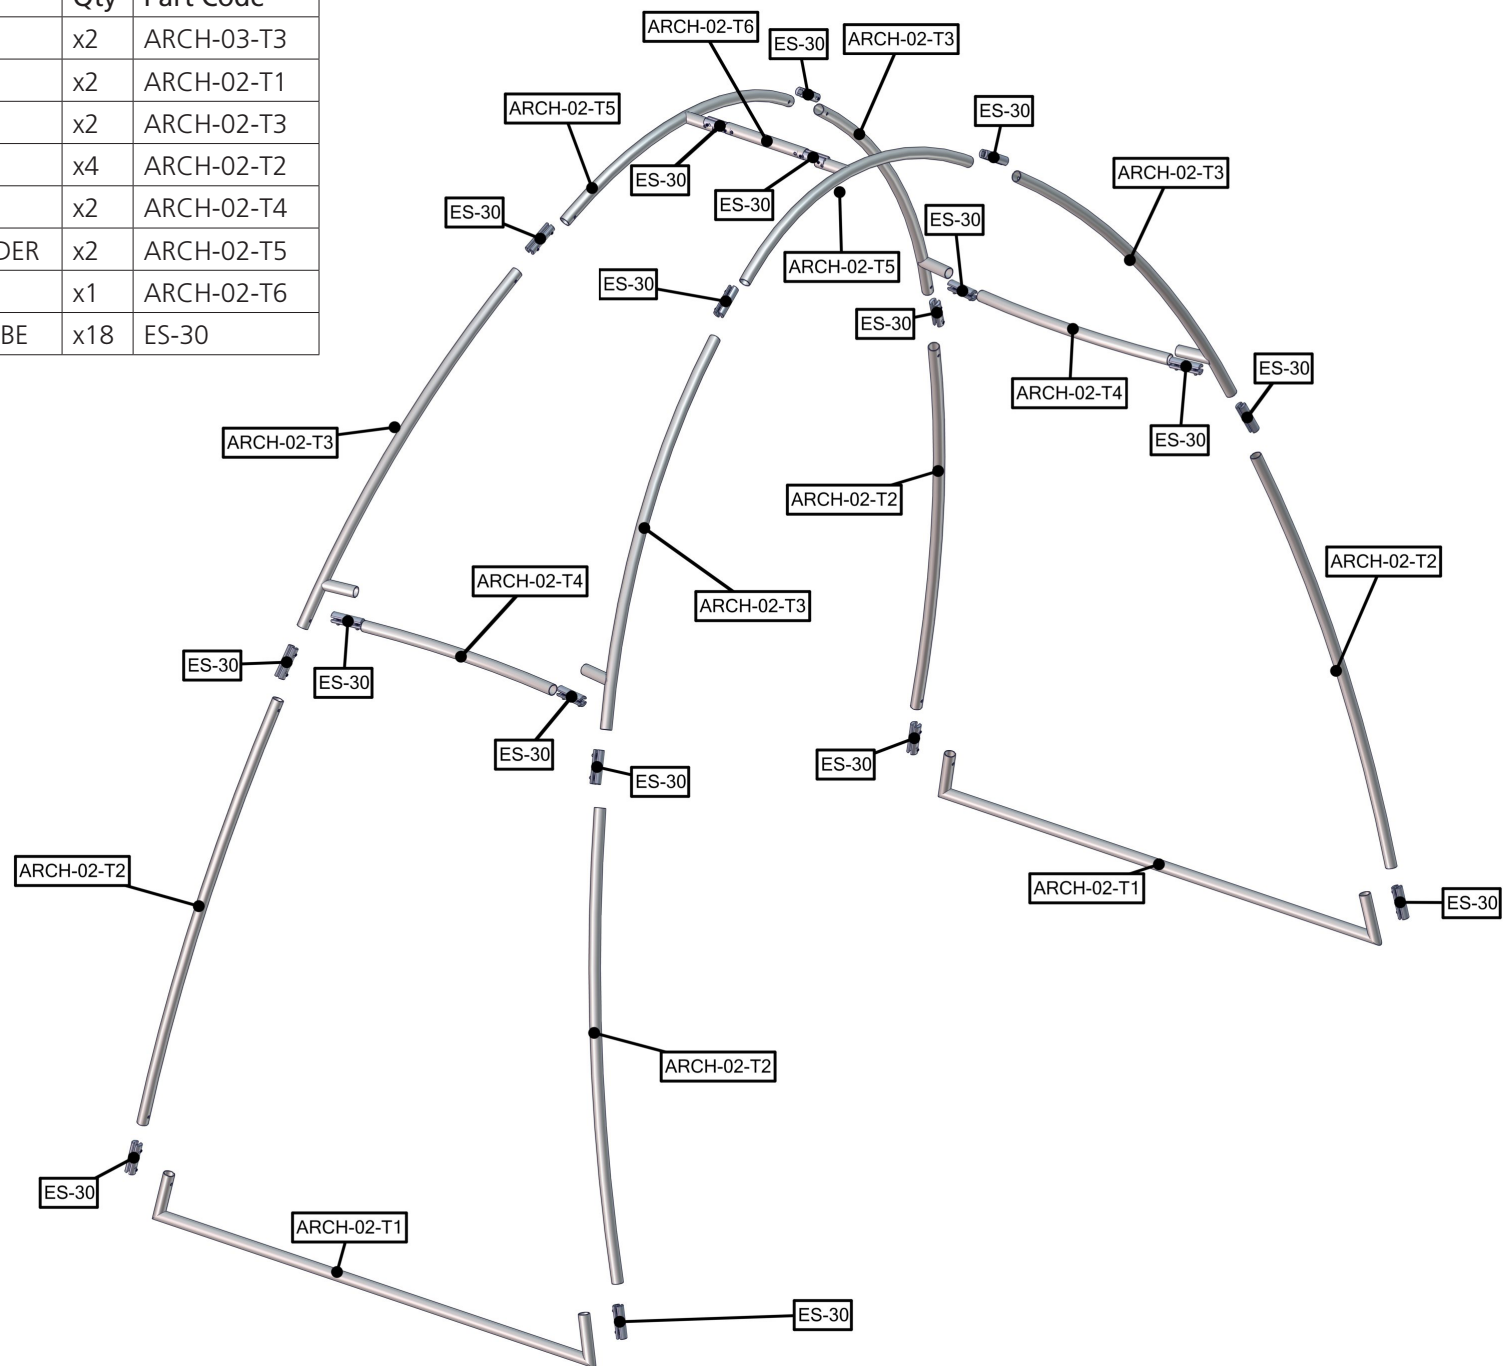 Qty Part Code
x2 ARCH-03-T3
x2 ARCH-02-T1
x2 ARCH-02-T3
x4 ARCH-02-T2
x2 ARCH-02-T4
DER x2 ARCH-02-T5
x1 ARCH-02-T6
BE x18 ES-30
ARCH-02-T6
ES-30
ARCH-02-T3
ARCH-02-T5
ES-30
ES-30
ES-30
ARCH-02-T3
ES-30
ES-30
ES-30
ARCH-02-T5
ES-30
ES-30
ARCH-02-T4
ES-30
ES-30
ARCH-02-T3
ARCH-02-T2
ARCH-02-T2
ARCH-02-T4
ARCH-02-T3
ES-30
ES-30
ES-30
ES-30
ES-30
ARCH-02-T2
ARCH-02-T1
ES-30
ARCH-02-T2
ES-30
ARCH-02-T1
ES-30